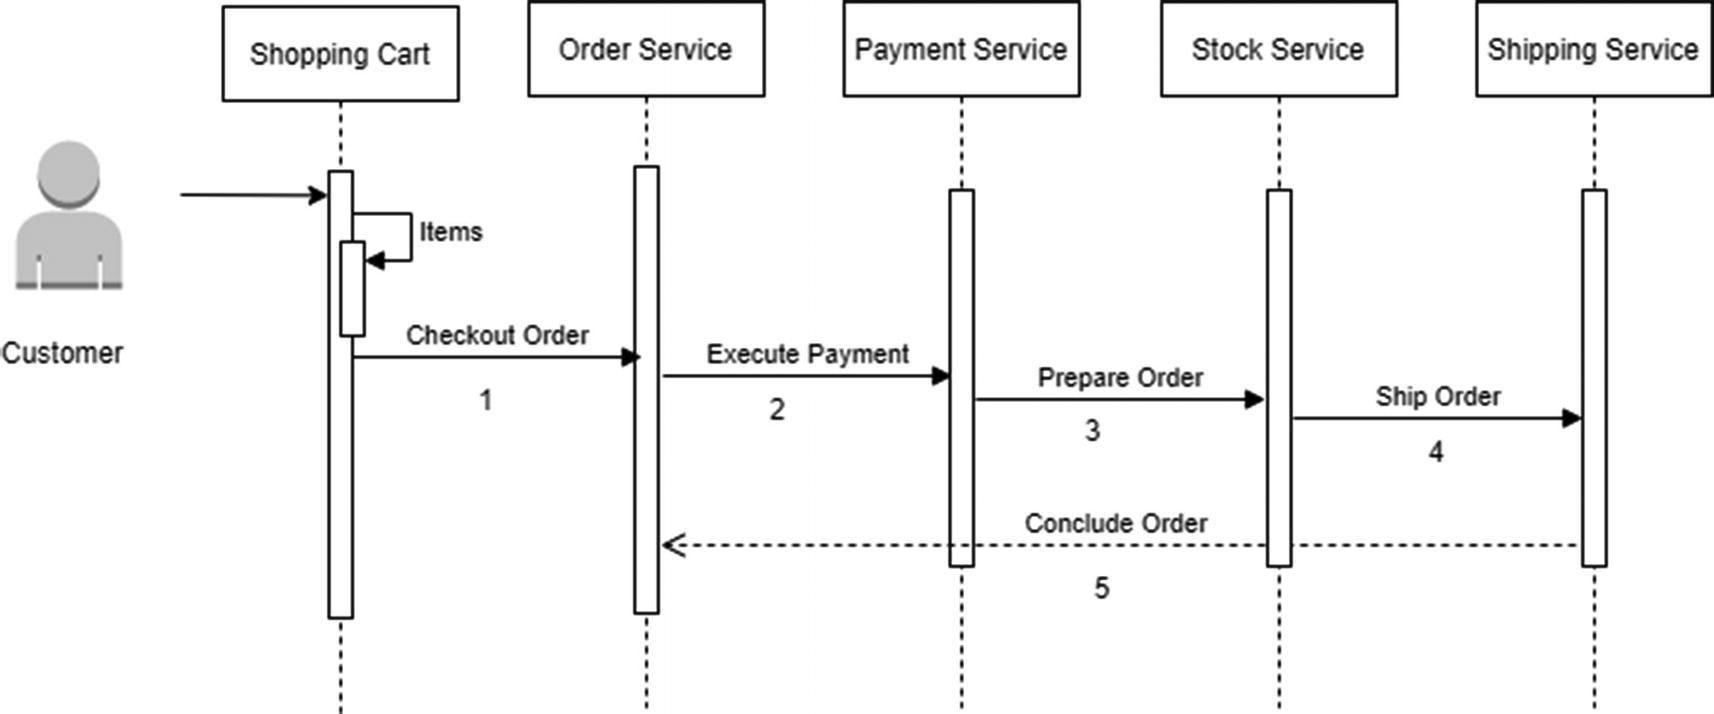 Shopping Cart
Order Service
Payment Service
Stock Service
Shipping Service
Items
Customer
Checkout Order
1
Execute Payment
2
Prepare Order
3
Ship Order
4
Conclude Order
5